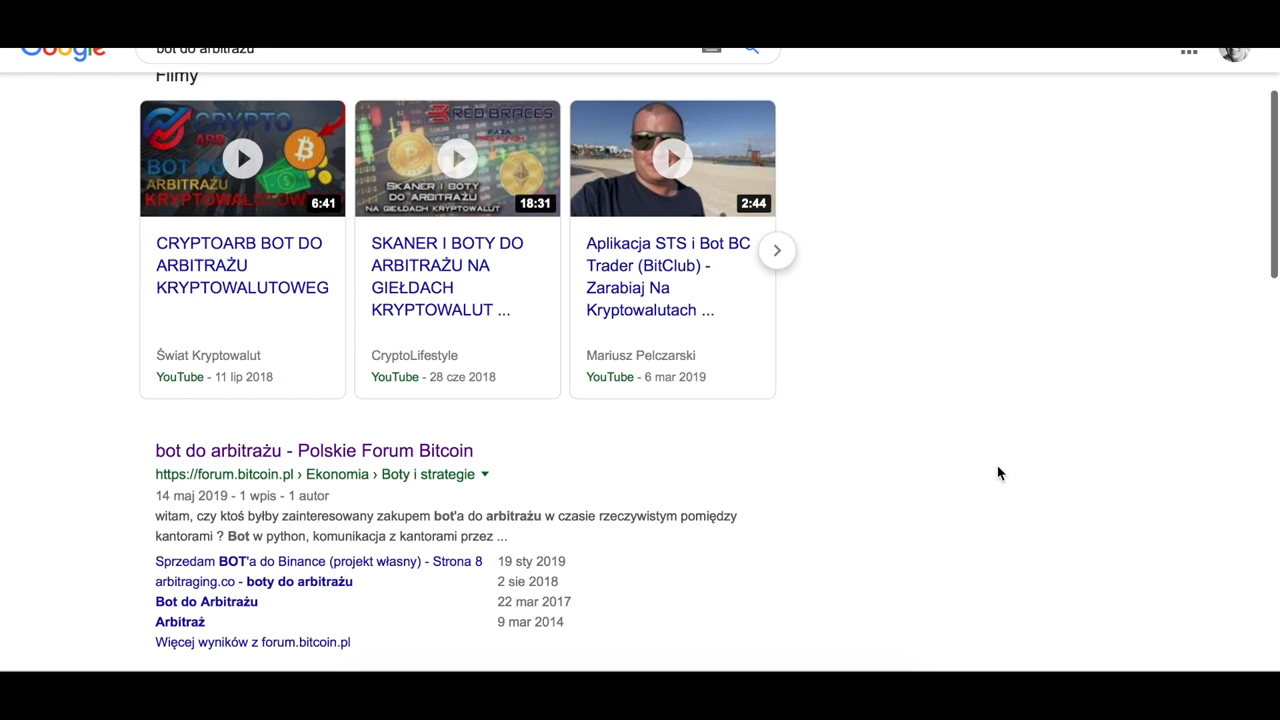 Google
bot do arbitrażu
Filmy
CRYPTO
ARB
BOT DO
ARBITRAŻU
KRYPTOWALUTOW
6:41
RED BRACES
FAZA
PRELAUNCH
SKANER I BOTY
DO ARBITRAŻU
NA GIEŁDACH KRYPTOWALUT
18:31
2:44
CRYPTOARB BOT DO
ARBITRAŻU
KRYPTOWALUTOWEG
SKANER I BOTY DO
ARBITRAŻU NA
GIEŁDACH
KRYPTOWALUT ...
Aplikacja STS i Bot BC
Trader (BitClub) -
Zarabiaj Na
Kryptowalutach ...
Świat Kryptowalut
YouTube - 11 lip 2018
CryptoLifestyle
YouTube - 28 cze 2018
Mariusz Pelczarski
YouTube - 6 mar 2019
bot do arbitrażu - Polskie Forum Bitcoin
https://forum.bitcoin.pl › Ekonomia › Boty i strategie
14 maj 2019 - 1 wpis - 1 autor
witam, czy ktoś byłby zainteresowany zakupem bot'a do arbitrażu w czasie rzeczywistym pomiędzy
kantorami ? Bot w python, komunikacja z kantorami przez ...
Sprzedam BOT'a do Binance (projekt własny) - Strona 8 19 sty 2019
arbitraging.co - boty do arbitrażu 2 sie 2018
Bot do Arbitrażu 22 mar 2017
Arbitraż 9 mar 2014
Więcej wyników z forum.bitcoin.pl